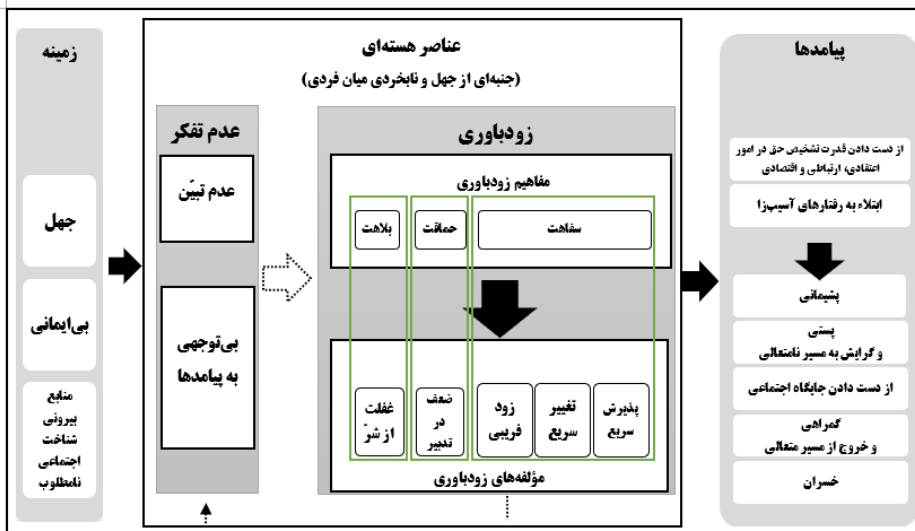 زمینه
جهل
بی‌ایمانی
منابع
بیرونی
شناخت
اجتماعی
نامطلوب
عناصر هسته‌ای
(جنبه‌ای از جهل و نابخردی میان فردی)
عدم تفکر
عدم تبیّن
بی‌توجهی
به پیامدها
زودباوری
مفاهیم زودباوری
بلاهت
حماقت
سفاهت
غفلت
از شرّ
ضعف
در
تدبیر
زود
فریبی
تغییر
سریع
پذیرش
سریع
مؤلفه‌های زودباوری
پیامدها
از دست دادن قدرت تشخیص حق در امور
اعتقادی، ارتباطی و اقتصادی
ابتلاء به رفتارهای آسیب‌زا
پشیمانی
پستی
و گرایش به مسیر نامتعالی
از دست دادن جایگاه اجتماعی
گمراهی
و خروج از مسیر متعالی
خسران